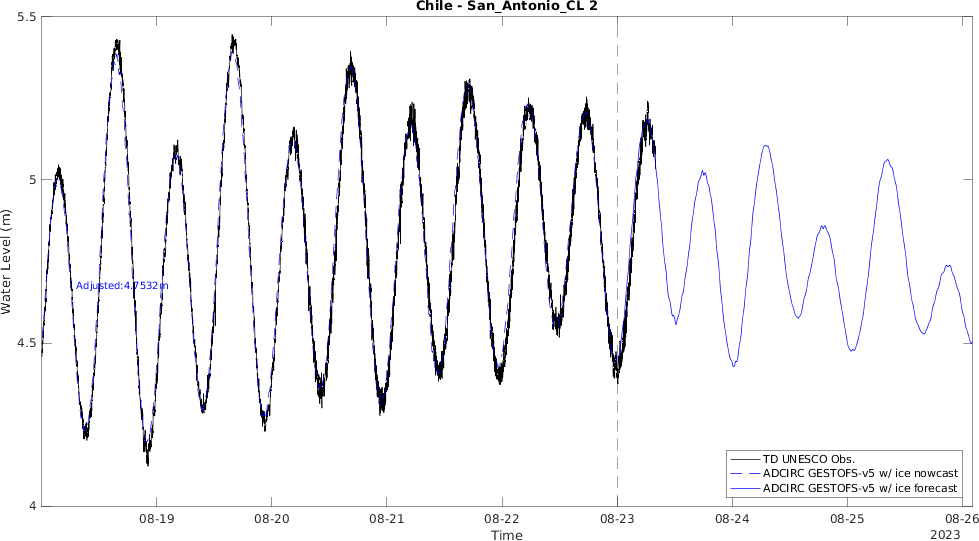 Chile - San_Antonio_CL 2
5.5
5
4.5
4
Water Level (m)
Adjusted:4.7532m
TD UNESCO Obs.
ADCIRC GESTOFS-v5 w/ ice nowcast
ADCIRC GESTOFS-v5 w/ ice forecast
08-19 08-20 08-21 08-22 08-23 08-24 08-25 08-26
Time
2023